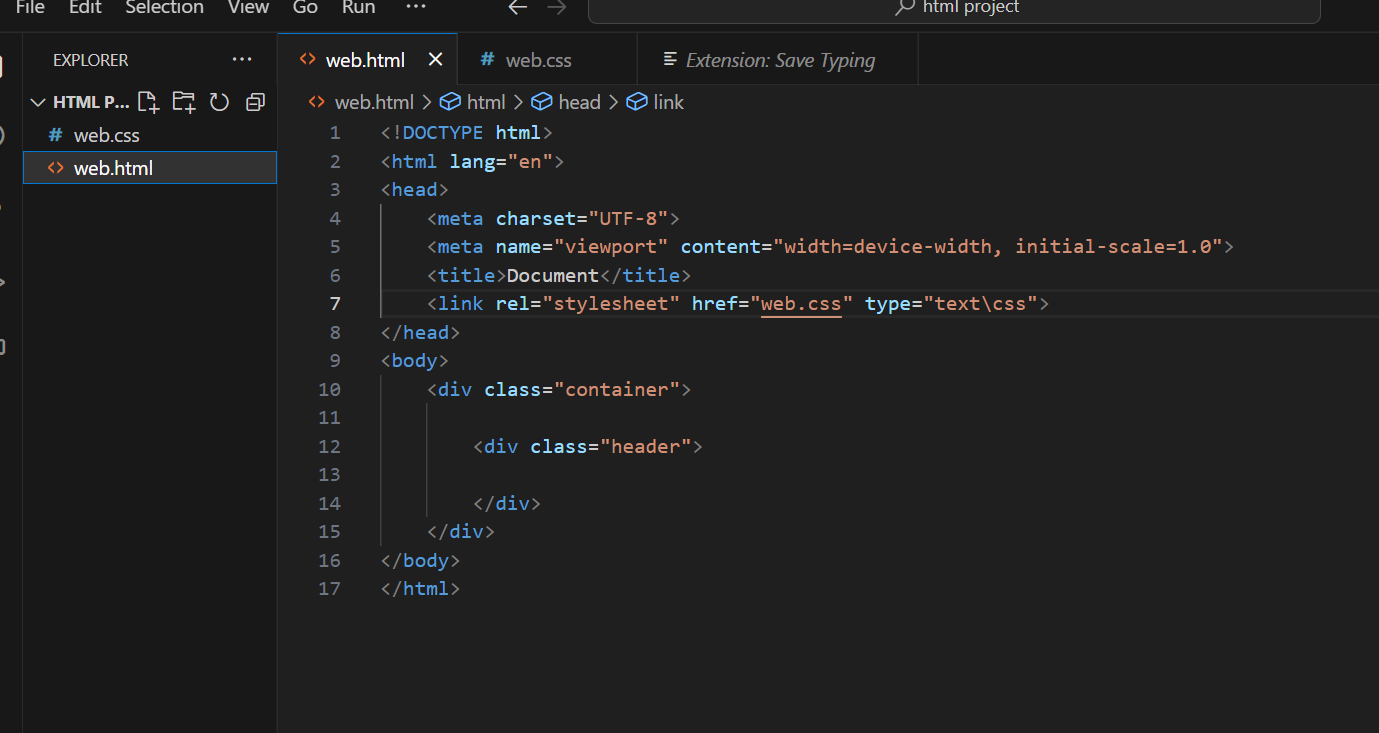 File Edit Selection View Go Run ···
html project
EXPLORER ···
web.html
web.css
Extension: Save Typing
HTML P...
web.html > html > head > link
web.css
web.html
1 <!DOCTYPE html>
2 <html lang="en">
3 <head>
4 <meta charset="UTF-8">
5 <meta name="viewport" content="width=device-width, initial-scale=1.0">
6 <title>Document</title>
7 <link rel="stylesheet" href="web.css" type="text\css">
8 </head>
9 <body>
10 <div class="container">
11
12 <div class="header">
13
14 </div>
15 </div>
16 </body>
17 </html>